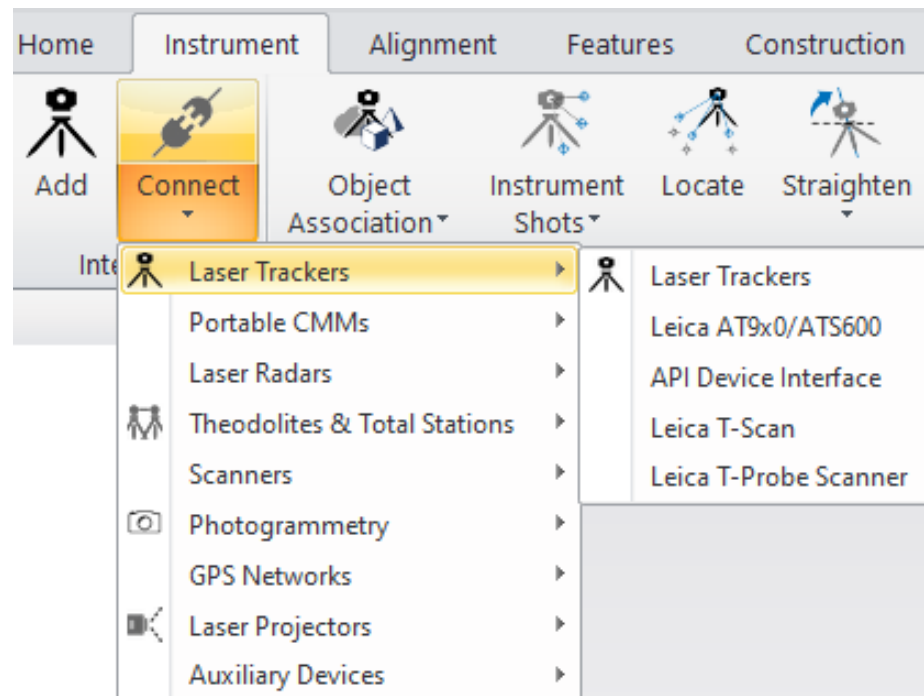 Home Instrument Alignment Features Construction
Add Connect Object Association Instrument Shots Locate Straighten
Laser Trackers
Portable CMMs
Laser Radars
Theodolites & Total Stations
Scanners
Photogrammetry
GPS Networks
Laser Projectors
Auxiliary Devices
Laser Trackers
Leica AT9x0/ATS600
API Device Interface
Leica T-Scan
Leica T-Probe Scanner